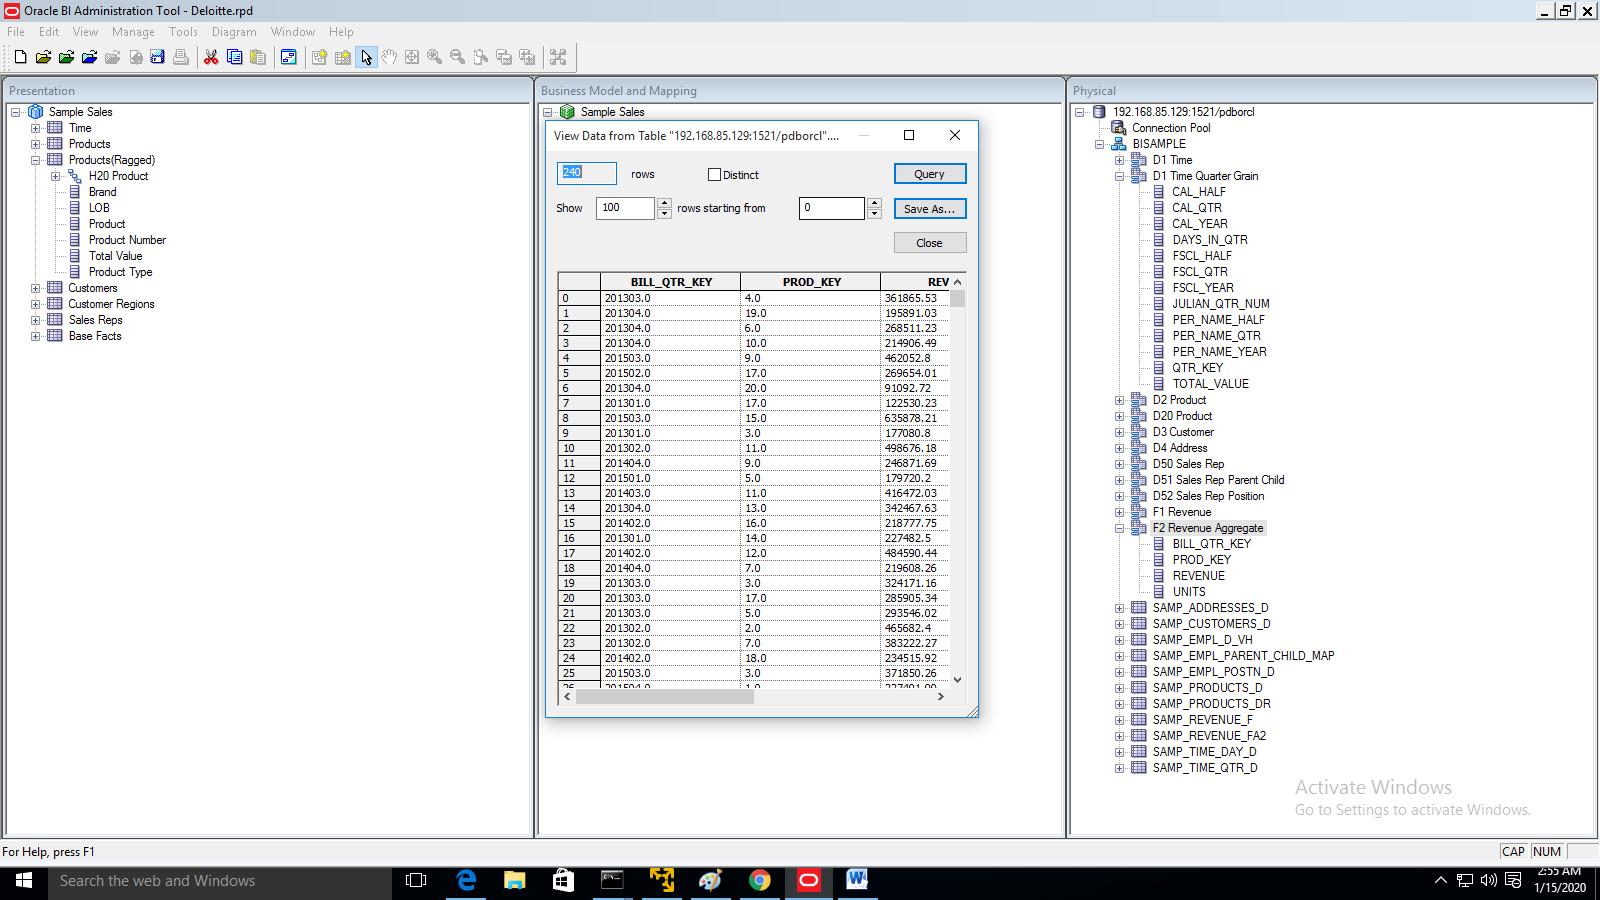 Oracle BI Administration Tool - Deloitte.rpd
File Edit View Manage Tools Diagram Window Help
Presentation
Sample Sales
Time
Products
Products(Ragged)
H20 Product
Brand
LOB
Product
Product Number
Total Value
Product Type
Customers
Customer Regions
Sales Reps
Base Facts
Business Model and Mapping
Sample Sales
View Data from Table "192.168.85.129:1521/pdborcl"....
240 rows Distinct Query
Show 100 rows starting from 0 Save As...
Close
BILL_QTR_KEY PROD_KEY REV
0 201303.0 4.0 361865.53
1 201304.0 19.0 195891.03
2 201304.0 6.0 268511.23
3 201304.0 10.0 214906.49
4 201503.0 9.0 462052.8
5 201502.0 17.0 269654.01
6 201304.0 20.0 91092.72
7 201301.0 17.0 122530.23
8 201503.0 15.0 635878.21
9 201301.0 3.0 177080.8
10 201302.0 11.0 498676.18
11 201404.0 9.0 246871.69
12 201501.0 5.0 179720.2
13 201403.0 11.0 416472.03
14 201304.0 13.0 342467.63
15 201402.0 16.0 218777.75
16 201301.0 14.0 227482.5
17 201402.0 12.0 484590.44
18 201404.0 7.0 219608.26
19 201303.0 3.0 324171.16
20 201303.0 17.0 285905.34
21 201303.0 5.0 293546.02
22 201302.0 2.0 465682.4
23 201302.0 7.0 383222.27
24 201402.0 18.0 234515.92
25 201503.0 3.0 371850.26
Physical
192.168.85.129:1521/pdborcl
Connection Pool
BISAMPLE
D1 Time
D1 Time Quarter Grain
CAL_HALF
CAL_QTR
CAL_YEAR
DAYS_IN_QTR
FSCL_HALF
FSCL_QTR
FSCL_YEAR
JULIAN_QTR_NUM
PER_NAME_HALF
PER_NAME_QTR
PER_NAME_YEAR
QTR_KEY
TOTAL_VALUE
D2 Product
D20 Product
D3 Customer
D4 Address
D50 Sales Rep
D51 Sales Rep Parent Child
D52 Sales Rep Position
F1 Revenue
F2 Revenue Aggregate
BILL_QTR_KEY
PROD_KEY
REVENUE
UNITS
SAMP_ADDRESSES_D
SAMP_CUSTOMERS_D
SAMP_EMPL_D_VH
SAMP_EMPL_PARENT_CHILD_MAP
SAMP_EMPL_POSTN_D
SAMP_PRODUCTS_D
SAMP_PRODUCTS_DR
SAMP_REVENUE_F
SAMP_REVENUE_FA2
SAMP_TIME_DAY_D
SAMP_TIME_QTR_D
Activate Windows
Go to Settings to activate Windows.
For Help, press F1
CAP NUM
Search the web and Windows
2:55 AM
1/15/2020